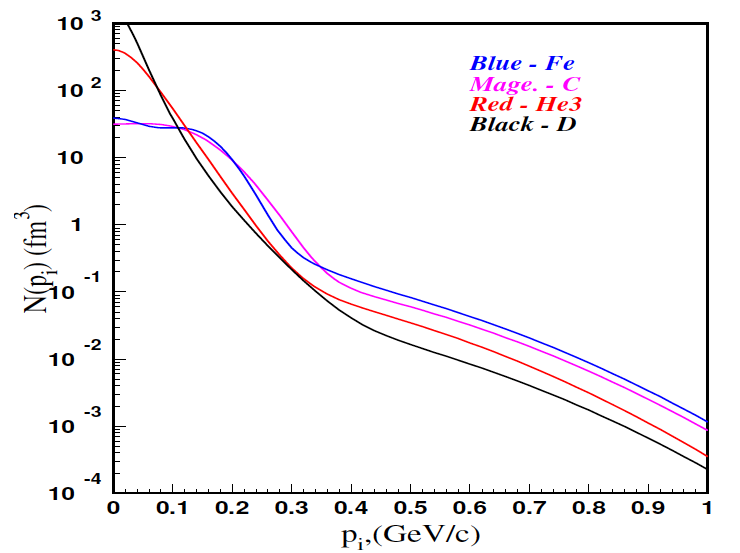 10 3
10 2
10
1
10 -1
10 -2
10 -3
10 -4
N(pi) (fm3)
Blue - Fe
Mage. - C
Red - He3
Black - D
0 0.1 0.2 0.3 0.4 0.5 0.6 0.7 0.8 0.9 1
pi,(GeV/c)